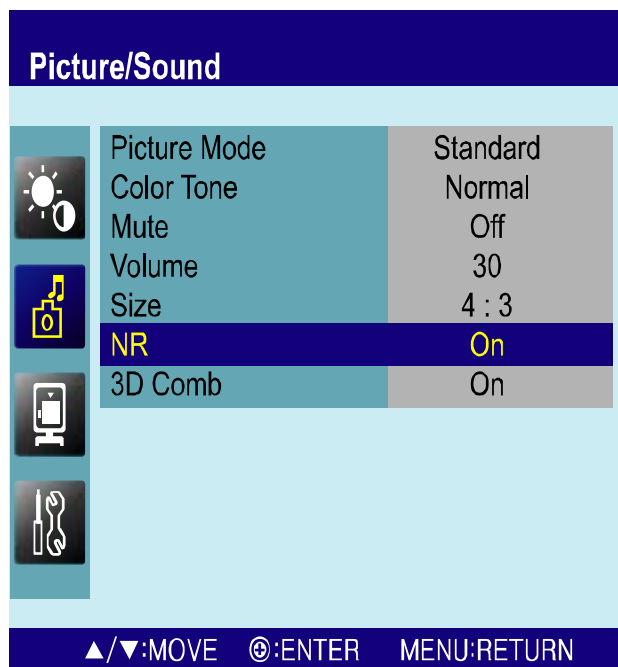 Picture/Sound
Picture Mode Standard
Color Tone Normal
Mute Off
Volume 30
Size 4 : 3
NR On
3D Comb On
▲/▼:MOVE ⊕:ENTER MENU:RETURN